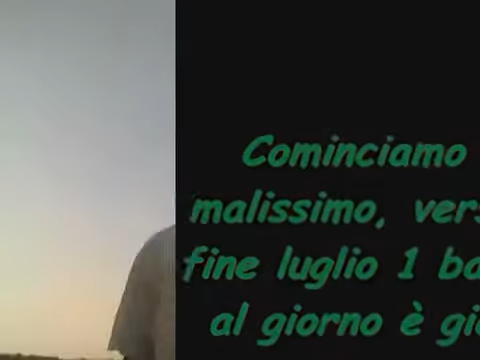 Cominciamo
malissimo,
fine luglio 1
al giorno è